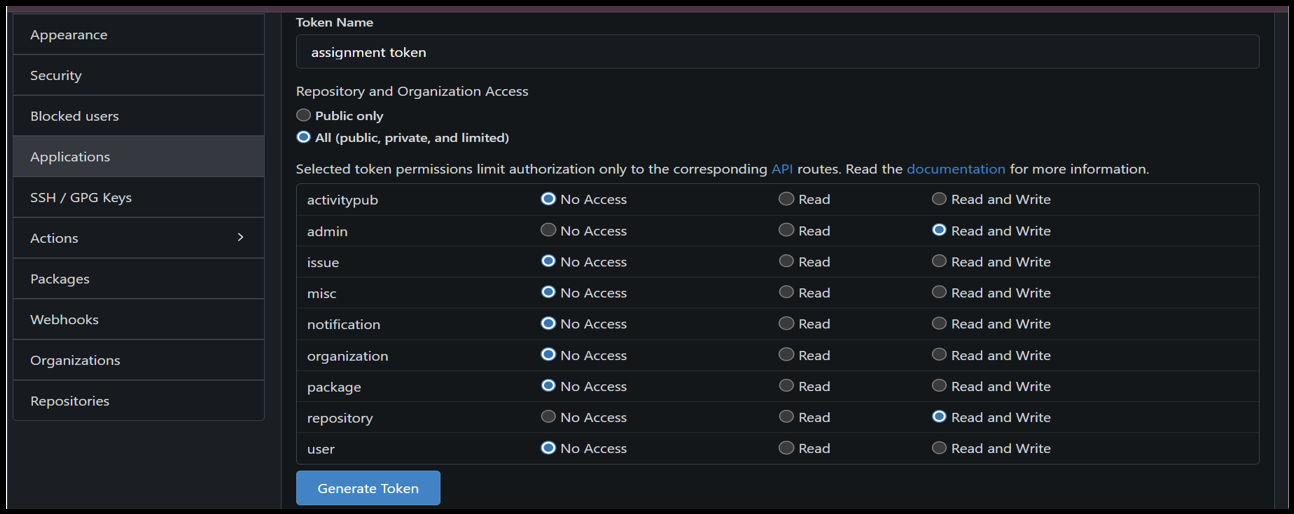 Appearance
Security
Blocked users
Applications
SSH / GPG Keys
Actions
Packages
Webhooks
Organizations
Repositories
Token Name
assignment token
Repository and Organization Access
Public only
All (public, private, and limited)
Selected token permissions limit authorization only to the corresponding API routes. Read the documentation for more information.
activitypub No Access Read Read and Write
admin No Access Read Read and Write
issue No Access Read Read and Write
misc No Access Read Read and Write
notification No Access Read Read and Write
organization No Access Read Read and Write
package No Access Read Read and Write
repository No Access Read Read and Write
user No Access Read Read and Write
Generate Token